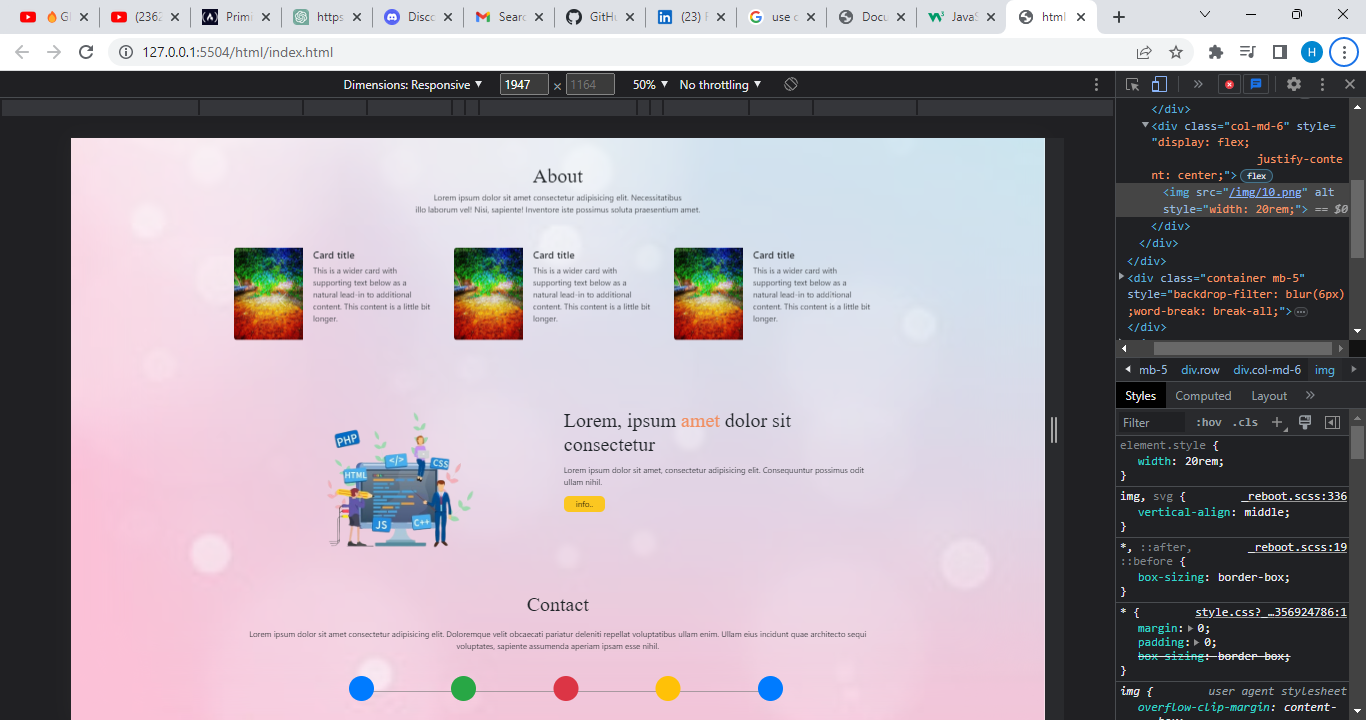 Gl
(2362
Primi
https
Disco
Searc
GitHu
(23) F
use c
Docu
JavaS
html
127.0.0.1:5504/html/index.html
H
Dimensions: Responsive
1947
×
1164
50%
No throttling
</div>
<div class="col-md-6" style=
"display: flex;
justify-conte
nt: center;">
flex
<img src="/img/10.png" alt
style="width: 20rem;"> == $0
</div>
</div>
</div>
<div class="container mb-5"
style="backdrop-filter: blur(6px)
;word-break: break-all;">
</div>
mb-5
div.row
div.col-md-6
img
Styles
Computed
Layout
Filter
:hov
.cls
element.style {
width: 20rem;
}
img, svg {
_reboot.scss:336
vertical-align: middle;
}
*, ::after,
_reboot.scss:19
::before {
box-sizing: border-box;
}
* {
style.css?_…356924786:1
margin: 0;
padding: 0;
box-sizing: border-box;
}
img {
user agent stylesheet
overflow-clip-margin: content-
About
Lorem ipsum dolor sit amet consectetur adipisicing elit. Necessitatibus
illo laborum vel! Nisi, sapiente! Inventore iste possimus soluta praesentium amet.
Card title
This is a wider card with
supporting text below as a
natural lead-in to additional
content. This content is a little bit
longer.
Card title
This is a wider card with
supporting text below as a
natural lead-in to additional
content. This content is a little bit
longer.
Card title
This is a wider card with
supporting text below as a
natural lead-in to additional
content. This content is a little bit
longer.
PHP
</>
CSS
HTML
JS
C++
Lorem, ipsum amet dolor sit
consectetur
Lorem ipsum dolor sit amet, consectetur adipisicing elit. Consequuntur possimus odit
ullam nihil.
info..
Contact
Lorem ipsum dolor sit amet consectetur adipisicing elit. Doloremque velit obcaecati pariatur deleniti repellat voluptatibus ullam enim. Ullam eius incidunt quae architecto sequi
voluptates, sapiente assumenda aperiam ipsam esse nihil.